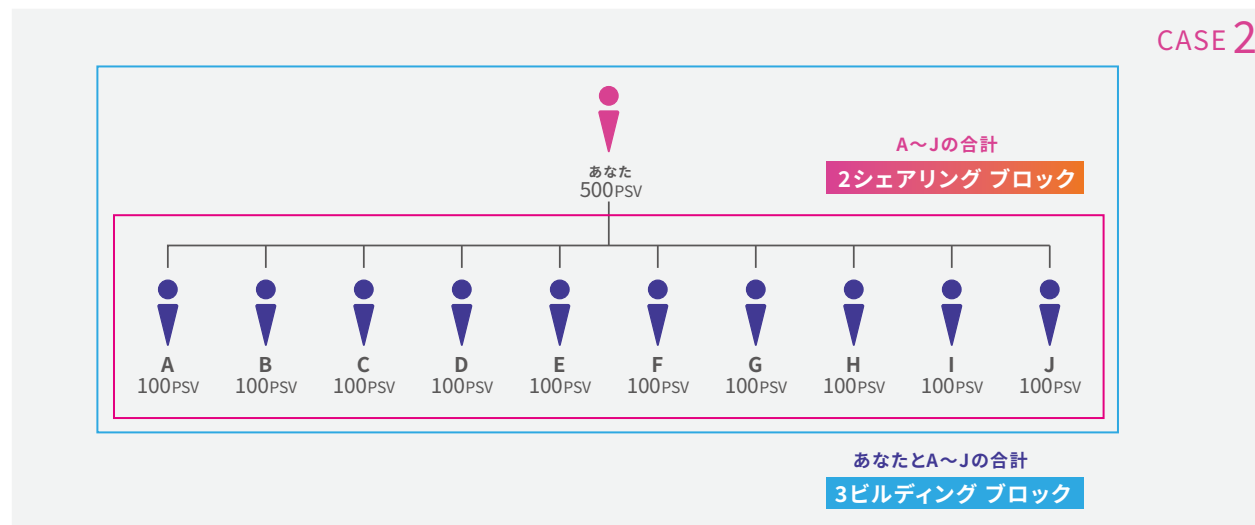 CASE 2
あなた
500PSV
A～Jの合計
2シェアリング ブロック
A B C D E F G H I J
100PSV 100PSV 100PSV 100PSV 100PSV 100PSV 100PSV 100PSV 100PSV 100PSV
あなたとA～Jの合計
3ビルディング ブロック